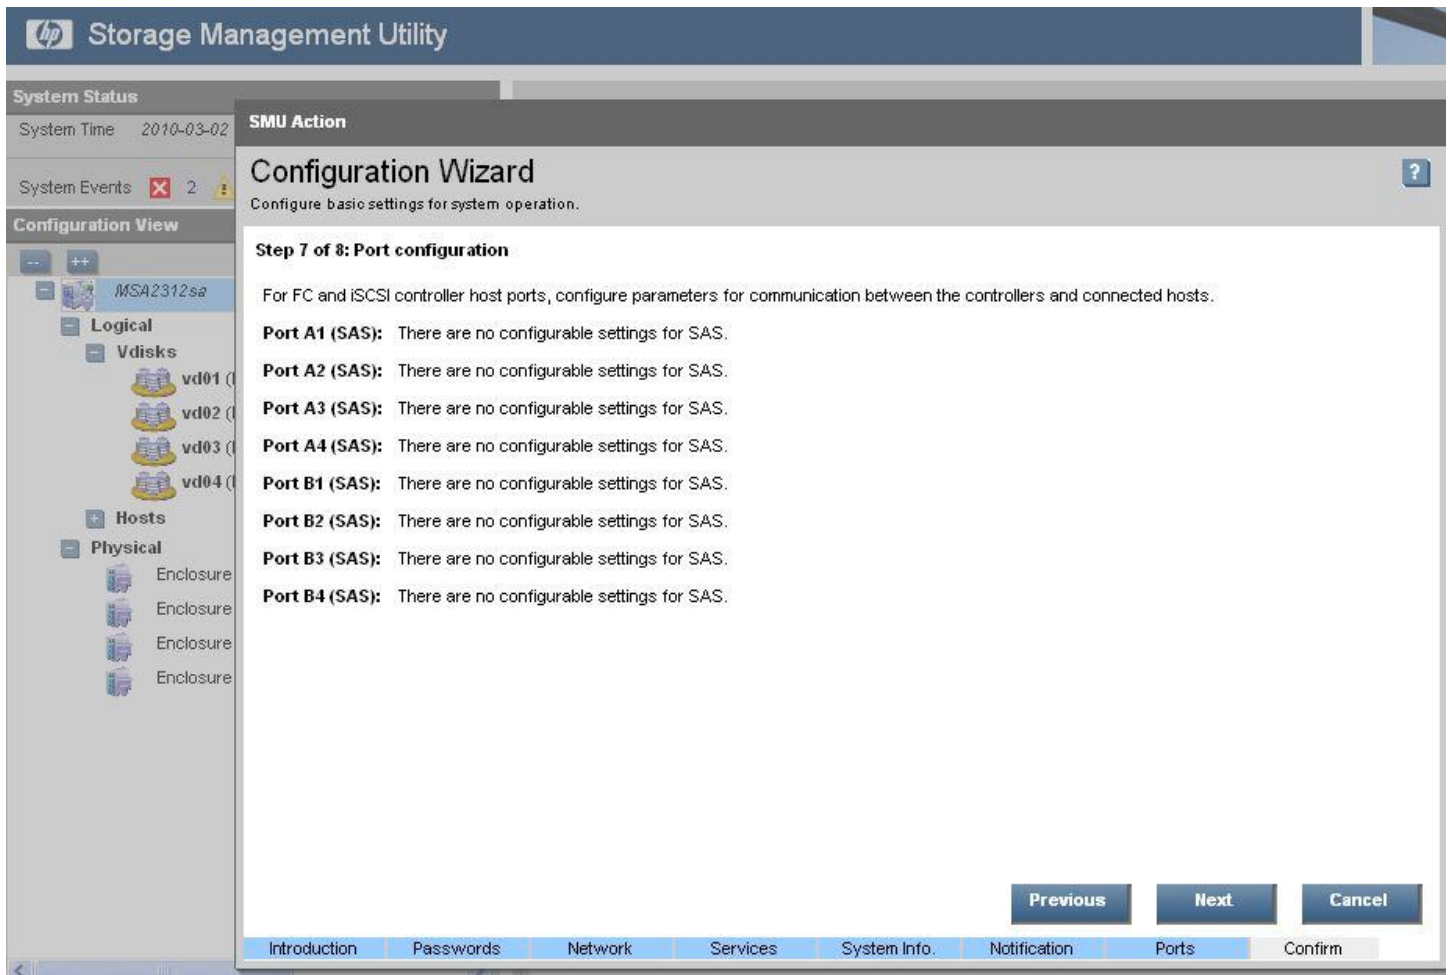 hp Storage Management Utility
System Status
System Time 2010-03-02
System Events 2
Configuration View
-- ++
MSA2312sa
Logical
Vdisks
vd01 (
vd02 (
vd03 (
vd04 (
Hosts
Physical
Enclosure
Enclosure
Enclosure
Enclosure
SMU Action
Configuration Wizard
?
Configure basic settings for system operation.
Step 7 of 8: Port configuration
For FC and iSCSI controller host ports, configure parameters for communication between the controllers and connected hosts.
Port A1 (SAS): There are no configurable settings for SAS.
Port A2 (SAS): There are no configurable settings for SAS.
Port A3 (SAS): There are no configurable settings for SAS.
Port A4 (SAS): There are no configurable settings for SAS.
Port B1 (SAS): There are no configurable settings for SAS.
Port B2 (SAS): There are no configurable settings for SAS.
Port B3 (SAS): There are no configurable settings for SAS.
Port B4 (SAS): There are no configurable settings for SAS.
Previous Next Cancel
Introduction Passwords Network Services System Info. Notification Ports Confirm